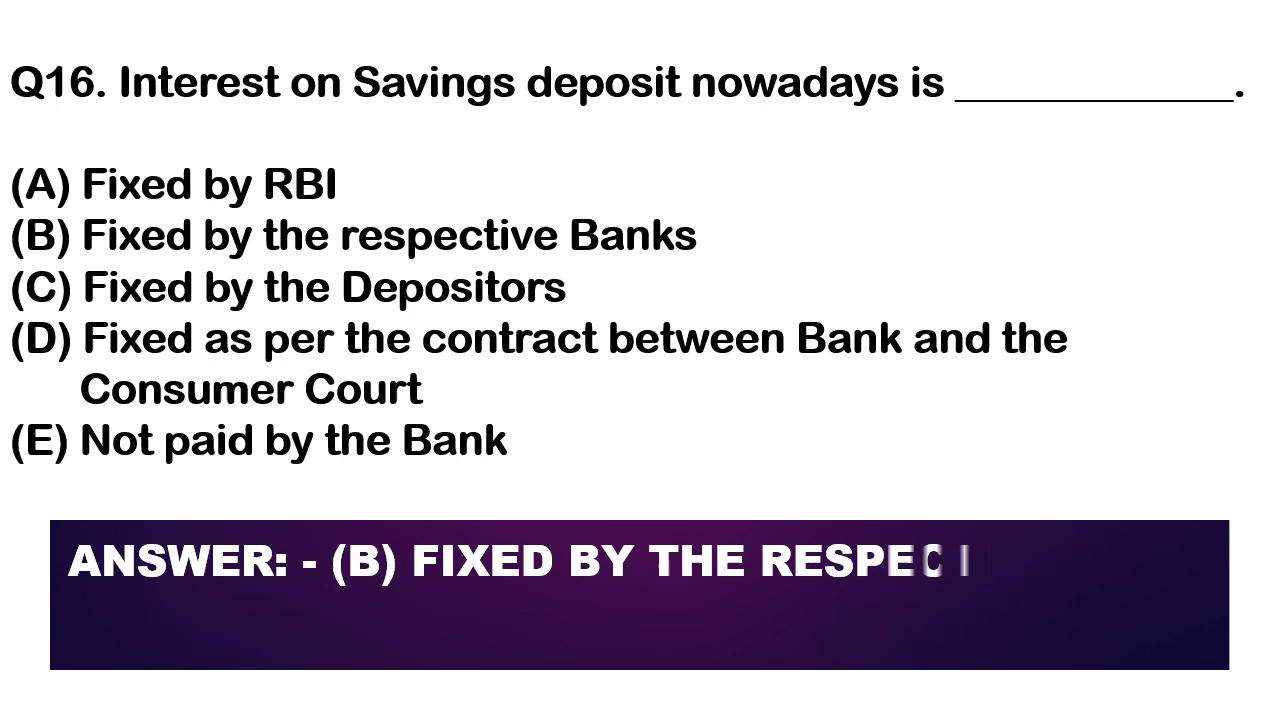 Q16. Interest on Savings deposit nowadays is _____________.
(A) Fixed by RBI
(B) Fixed by the respective Banks
(C) Fixed by the Depositors
(D) Fixed as per the contract between Bank and the
Consumer Court
(E) Not paid by the Bank
ANSWER: - (B) FIXED BY THE